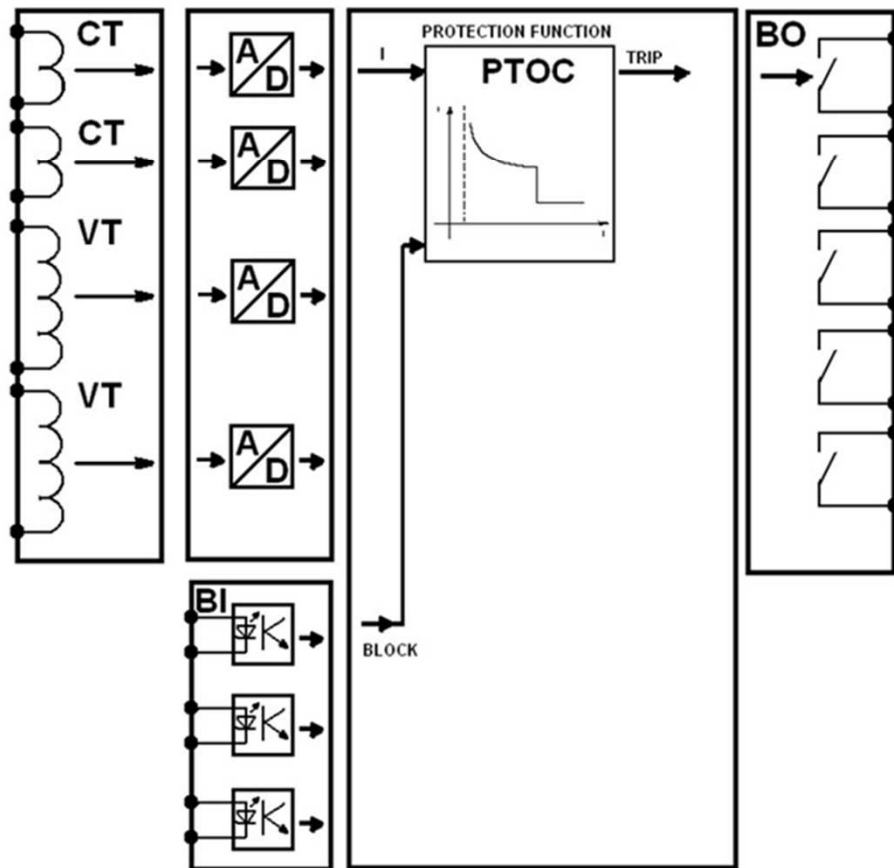 CT
CT
VT
VT
A/D
A/D
A/D
A/D
BI
PROTECTION FUNCTION
I
PTOC
TRIP
BLOCK
BO